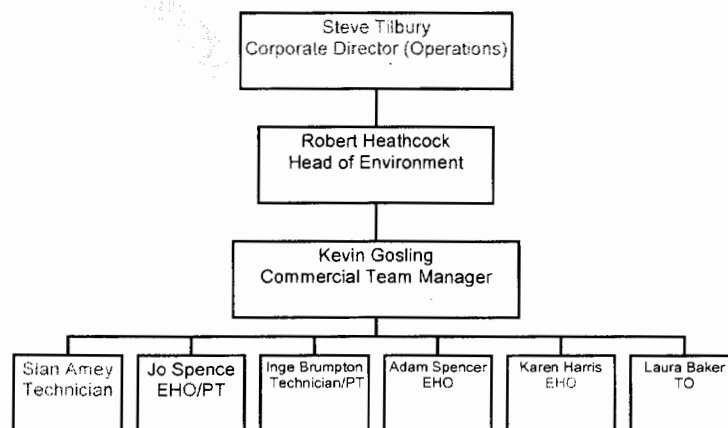 Steve Tilbury
Corporate Director (Operations)
Robert Heathcock
Head of Environment
Kevin Gosling
Commercial Team Manager
Sian Amey
Technician
Jo Spence
EHO/PT
Inge Brumpton
Technician/PT
Adam Spencer
EHO
Karen Harris
EHO
Laura Baker
TO